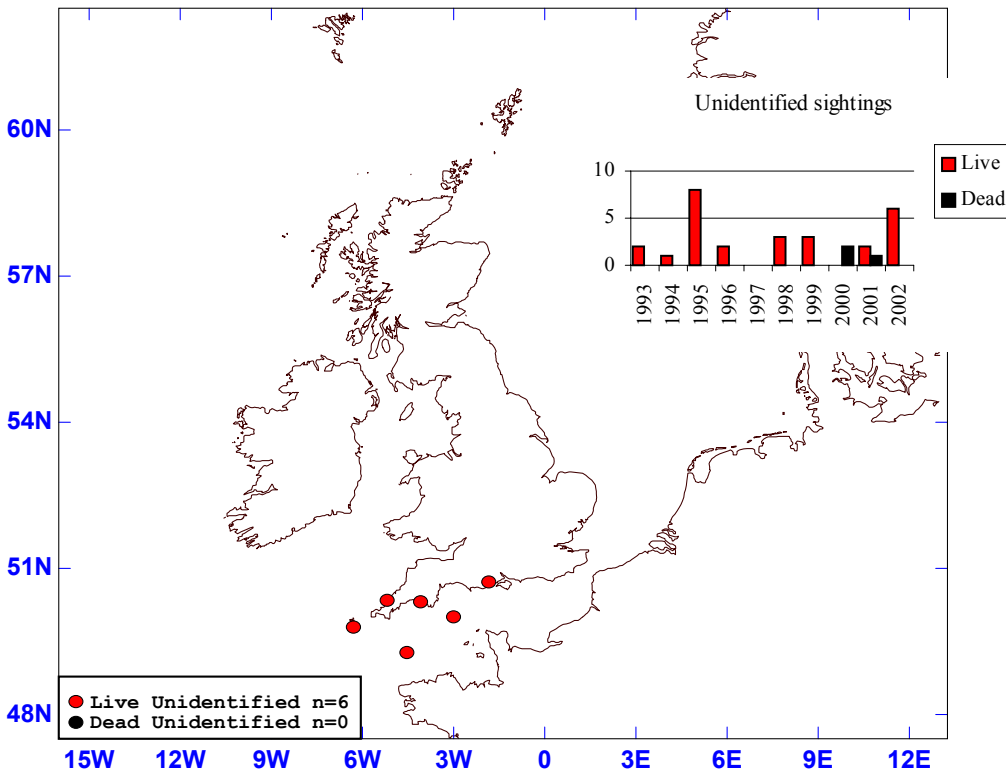 60N
57N
54N
51N
48N
15W 12W 9W 6W 3W 0 3E 6E 9E 12E
Unidentified sightings
10
5
0
1993 1994 1995 1996 1997 1998 1999 2000 2001 2002
Live
Dead
Live Unidentified n=6
Dead Unidentified n=0